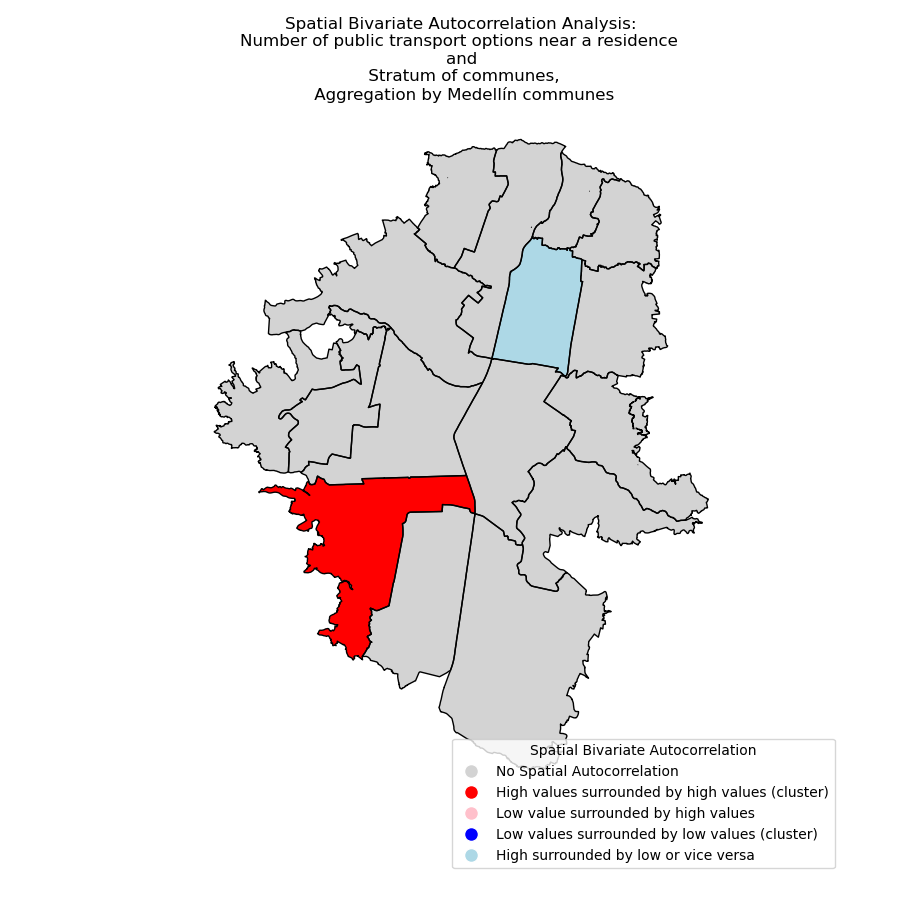 Spatial Bivariate Autocorrelation Analysis:
Number of public transport options near a residence
and
Stratum of communes,
Aggregation by Medellín communes
Spatial Bivariate Autocorrelation
No Spatial Autocorrelation
High values surrounded by high values (cluster)
Low value surrounded by high values
Low values surrounded by low values (cluster)
High surrounded by low or vice versa